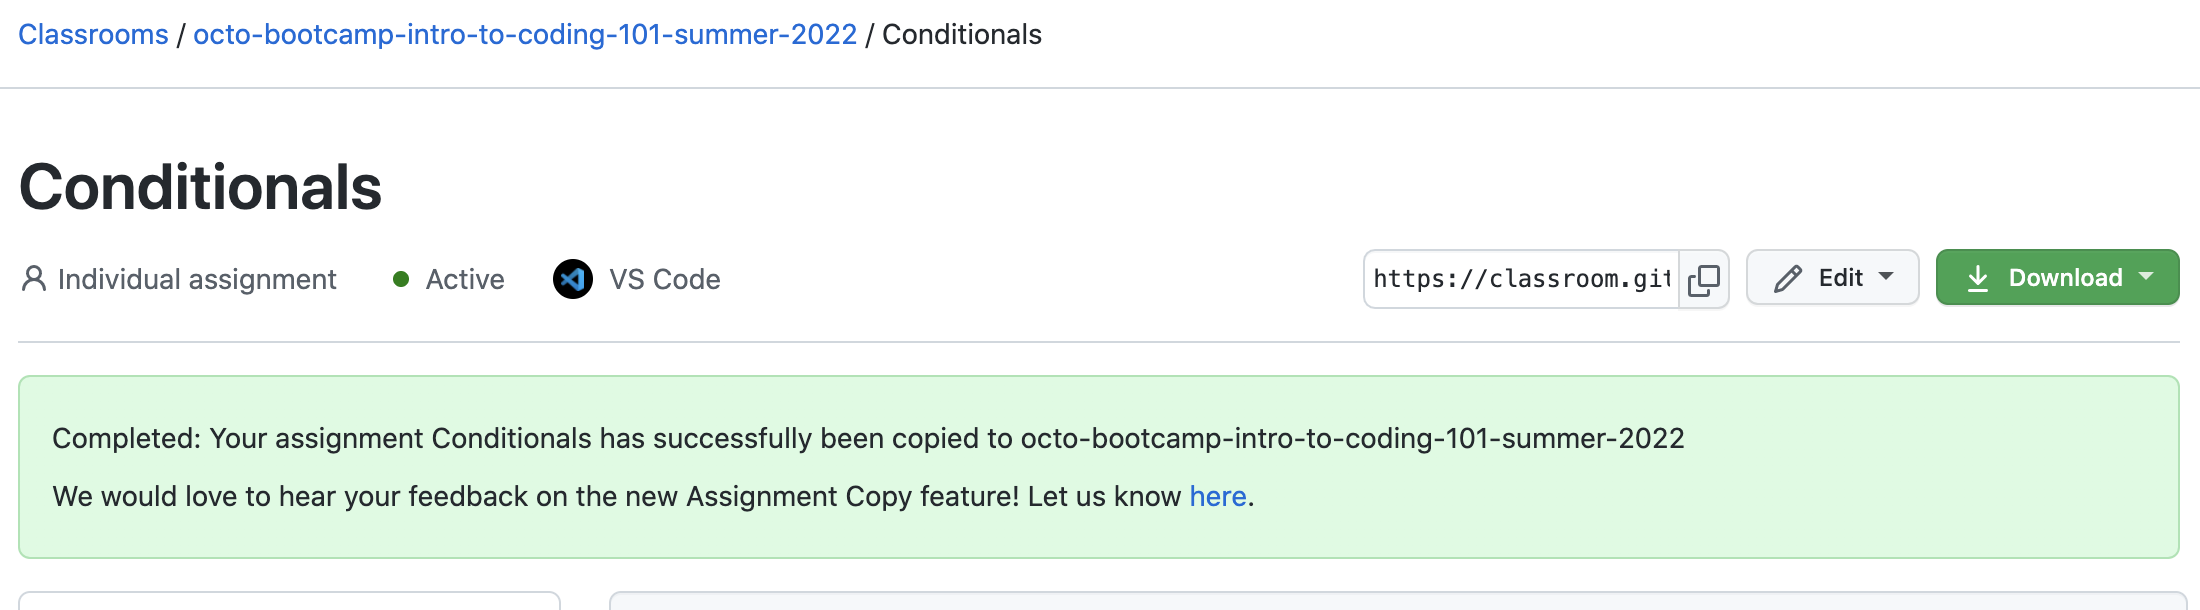 Classrooms / octo-bootcamp-intro-to-coding-101-summer-2022 / Conditionals
Conditionals
Individual assignment Active VS Code https://classroom.git Edit Download
Completed: Your assignment Conditionals has successfully been copied to octo-bootcamp-intro-to-coding-101-summer-2022
We would love to hear your feedback on the new Assignment Copy feature! Let us know here.